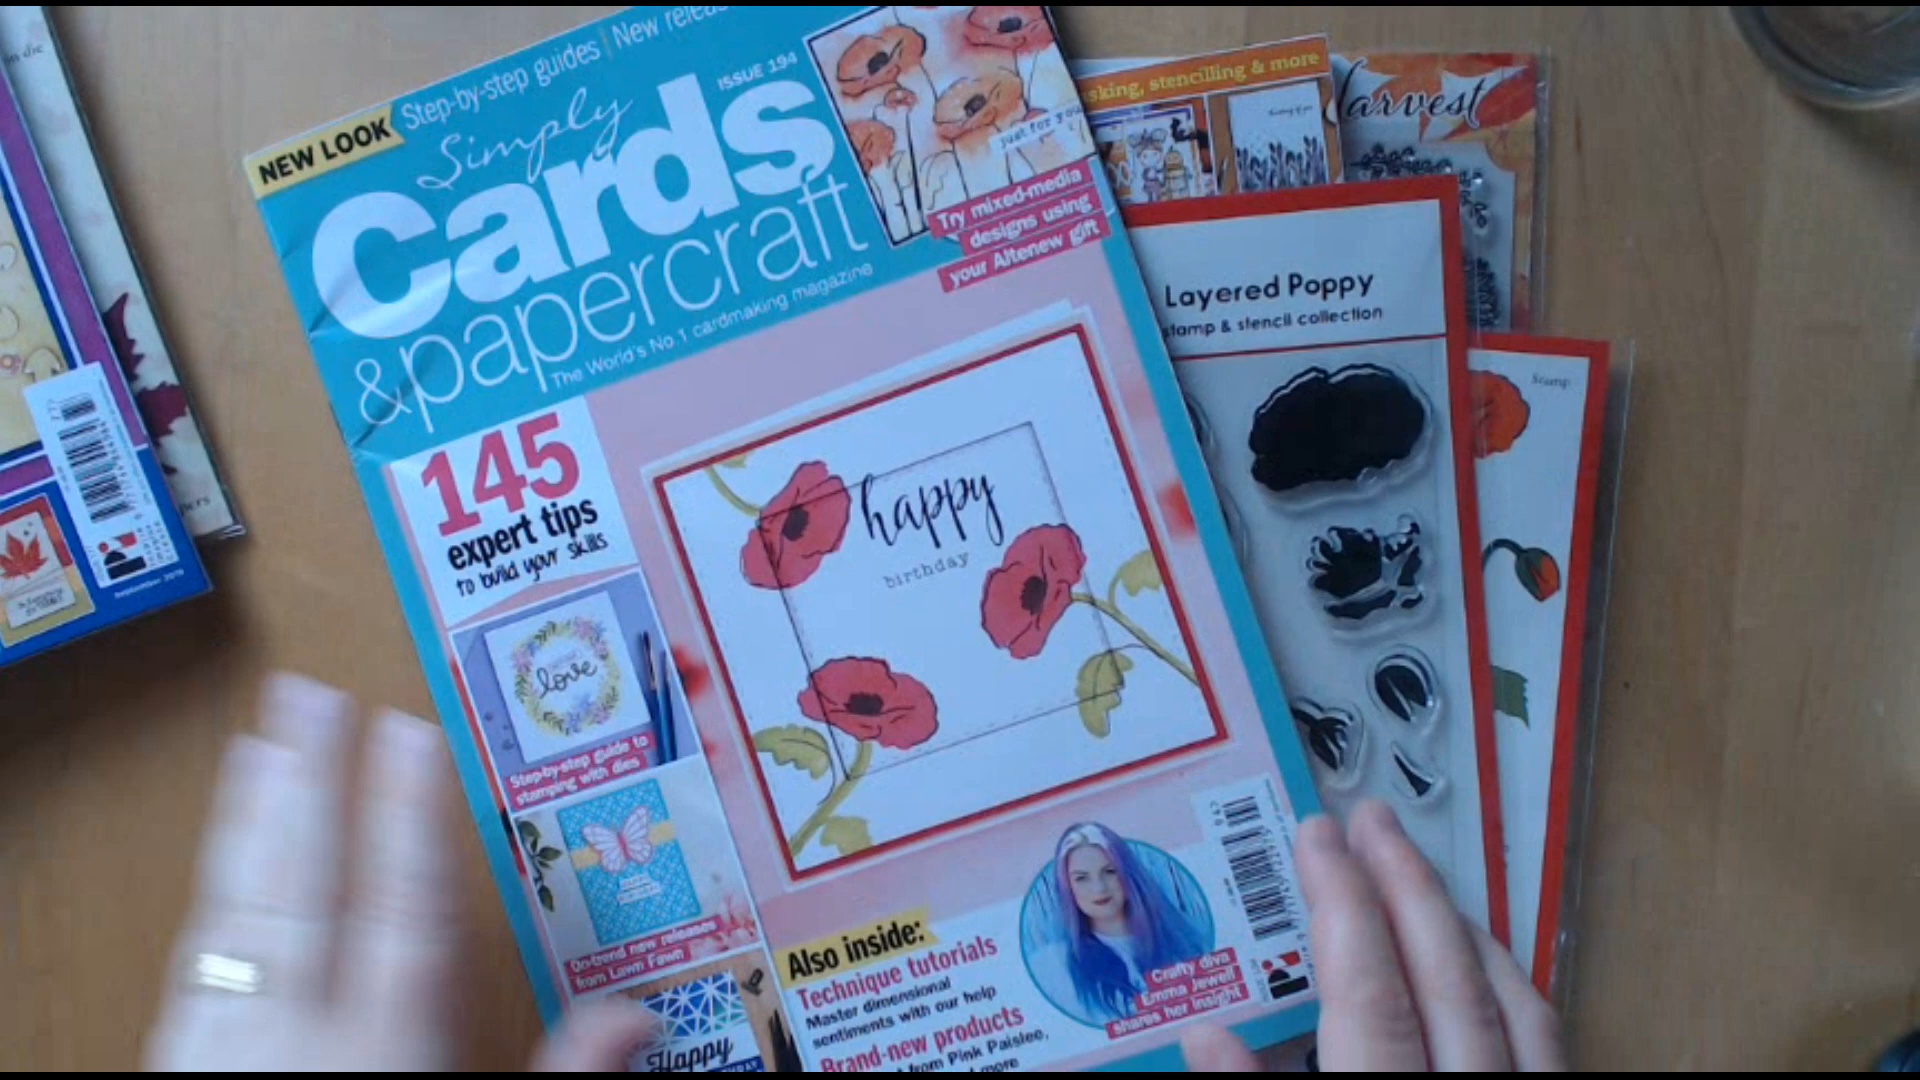 NEW LOOK
Step-by-step guides | New
Simply
Cards
ISSUE 194
& papercraft
The World's No.1 cardmaking magazine
just for you
Try mixed-media
designs using
your Altenew gift
145
expert tips
to build your skills
happy
birthday
love
Step-by-step guide to
stamping with dies
On-trend new releases
from Lawn Fawn
Happy
Also inside:
Technique tutorials
Master dimensional
sentiments with our help
Brand-new products
from Pink Paislee,
more
Crafty diva
Emma Jewell
shares her insight
stencilling & more
Harvest
Layered Poppy
stamp & stencil collection
Stamp
in die